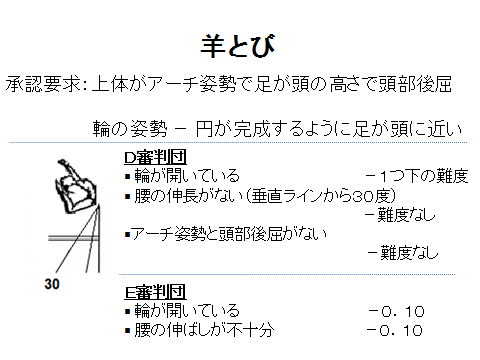 羊とび
承認要求：上体がアーチ姿勢で足が頭の高さで頭部後屈
輪の姿勢 － 円が完成するように足が頭に近い
D審判団
▪ 輪が開いている －１つ下の難度
▪ 腰の伸長がない（垂直ラインから３０度）
－難度なし
▪アーチ姿勢と頭部後屈がない
－難度なし
30
E審判団
▪ 輪が開いている －０．１０
▪ 腰の伸ばしが不十分 －０．１０